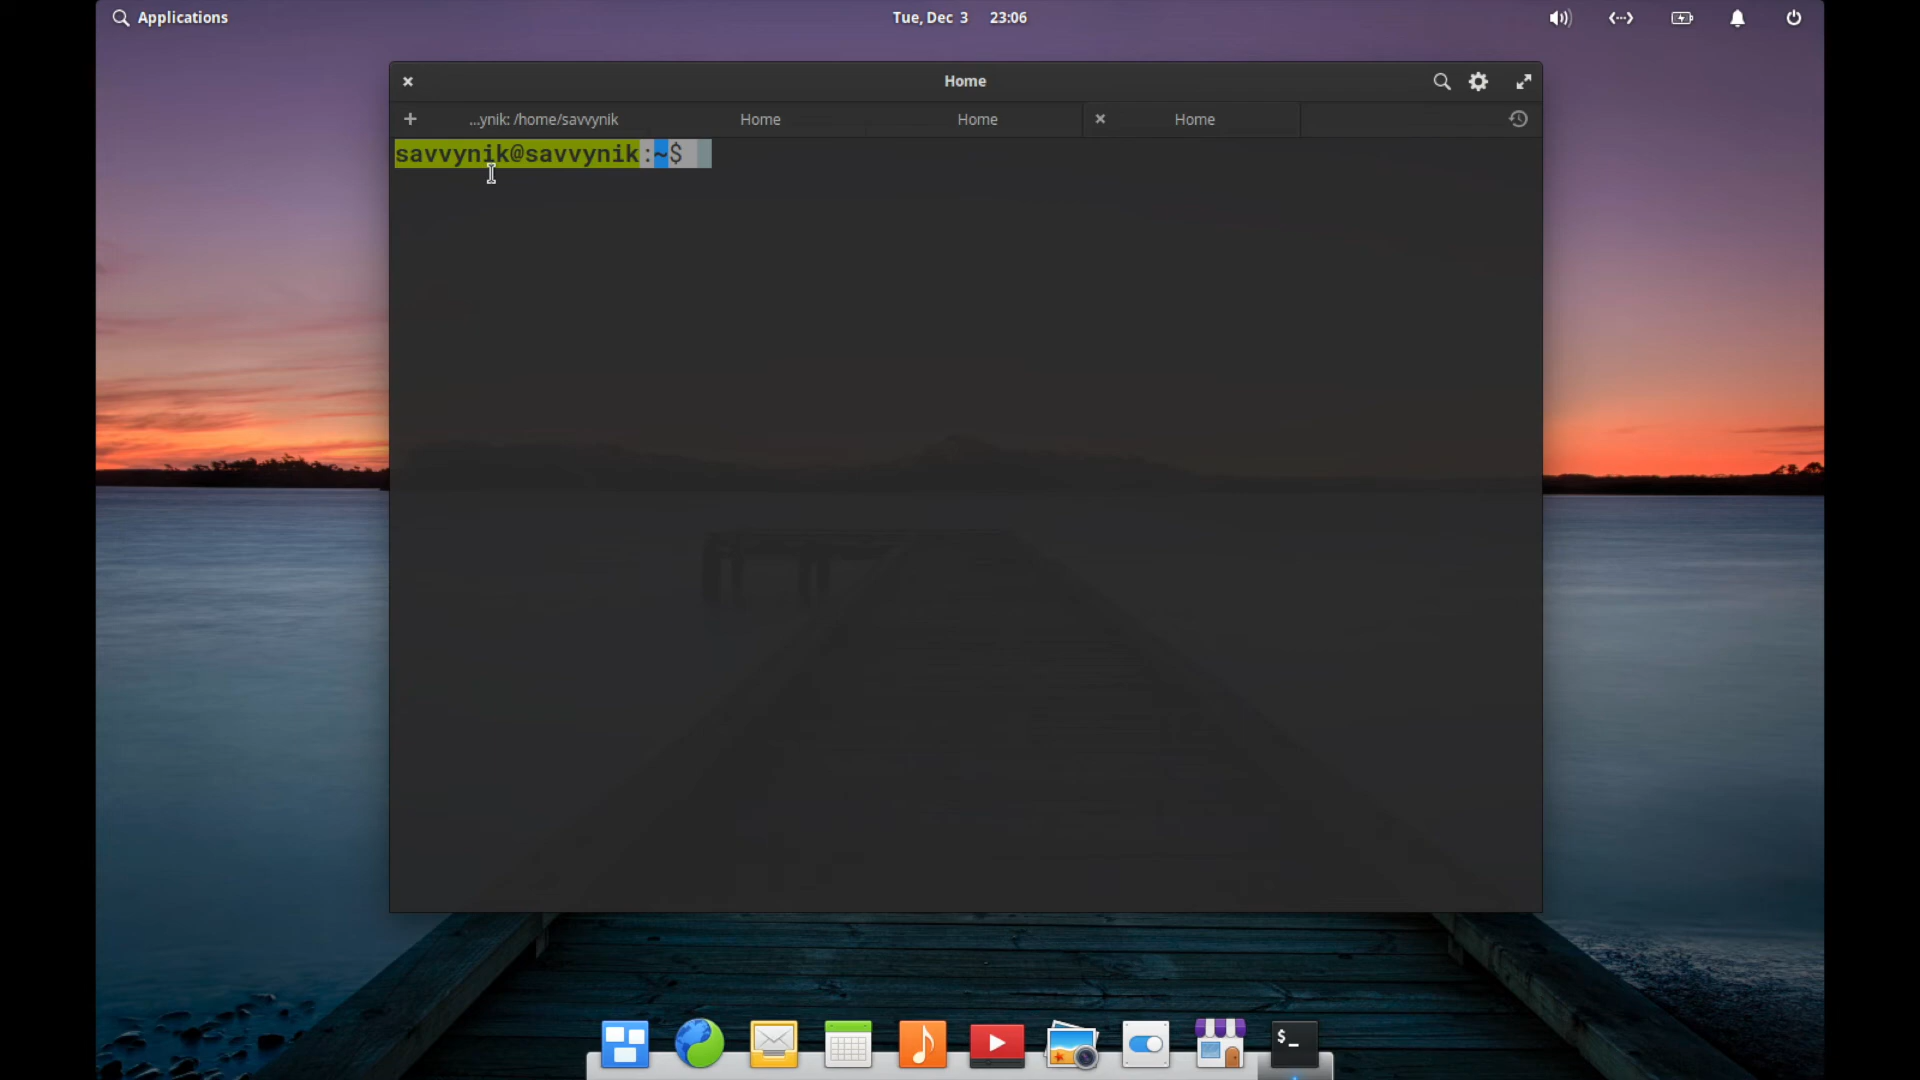 Applications
Tue, Dec 3 23:06
Home
...ynik: /home/savvynik
Home
Home
Home
savvynik@savvynik:~$
$_